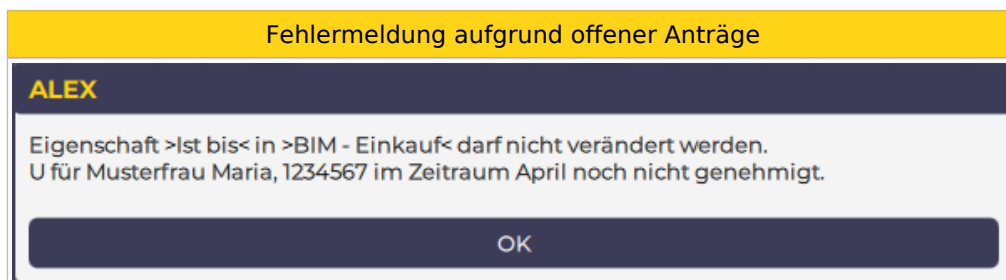 Fehlermeldung aufgrund offener Anträge
ALEX
Eigenschaft >Ist bis< in >BIM - Einkauf< darf nicht verändert werden.
U für Musterfrau Maria, 1234567 im Zeitraum April noch nicht genehmigt.
OK